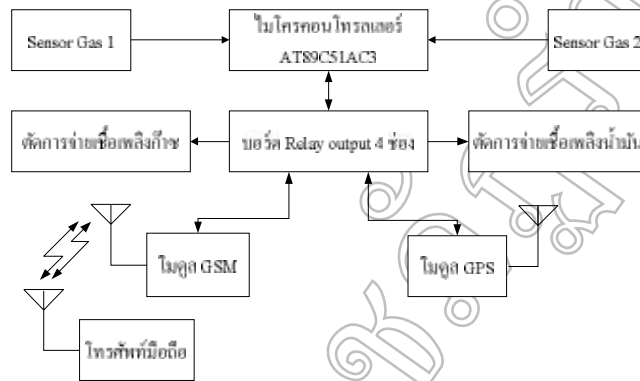 Sensor Gas 1
ไมโครคอนโทรลเลอร์
AT89C51AC3
Sensor Gas 2
ตัดการจ่ายเชื้อเพลิงก๊าซ
บอร์ด Relay output 4 ช่อง
ตัดการจ่ายเชื้อเพลิงน้ำมัน
โมดูล GSM
โมดูล GPS
โทรศัพท์มือถือ